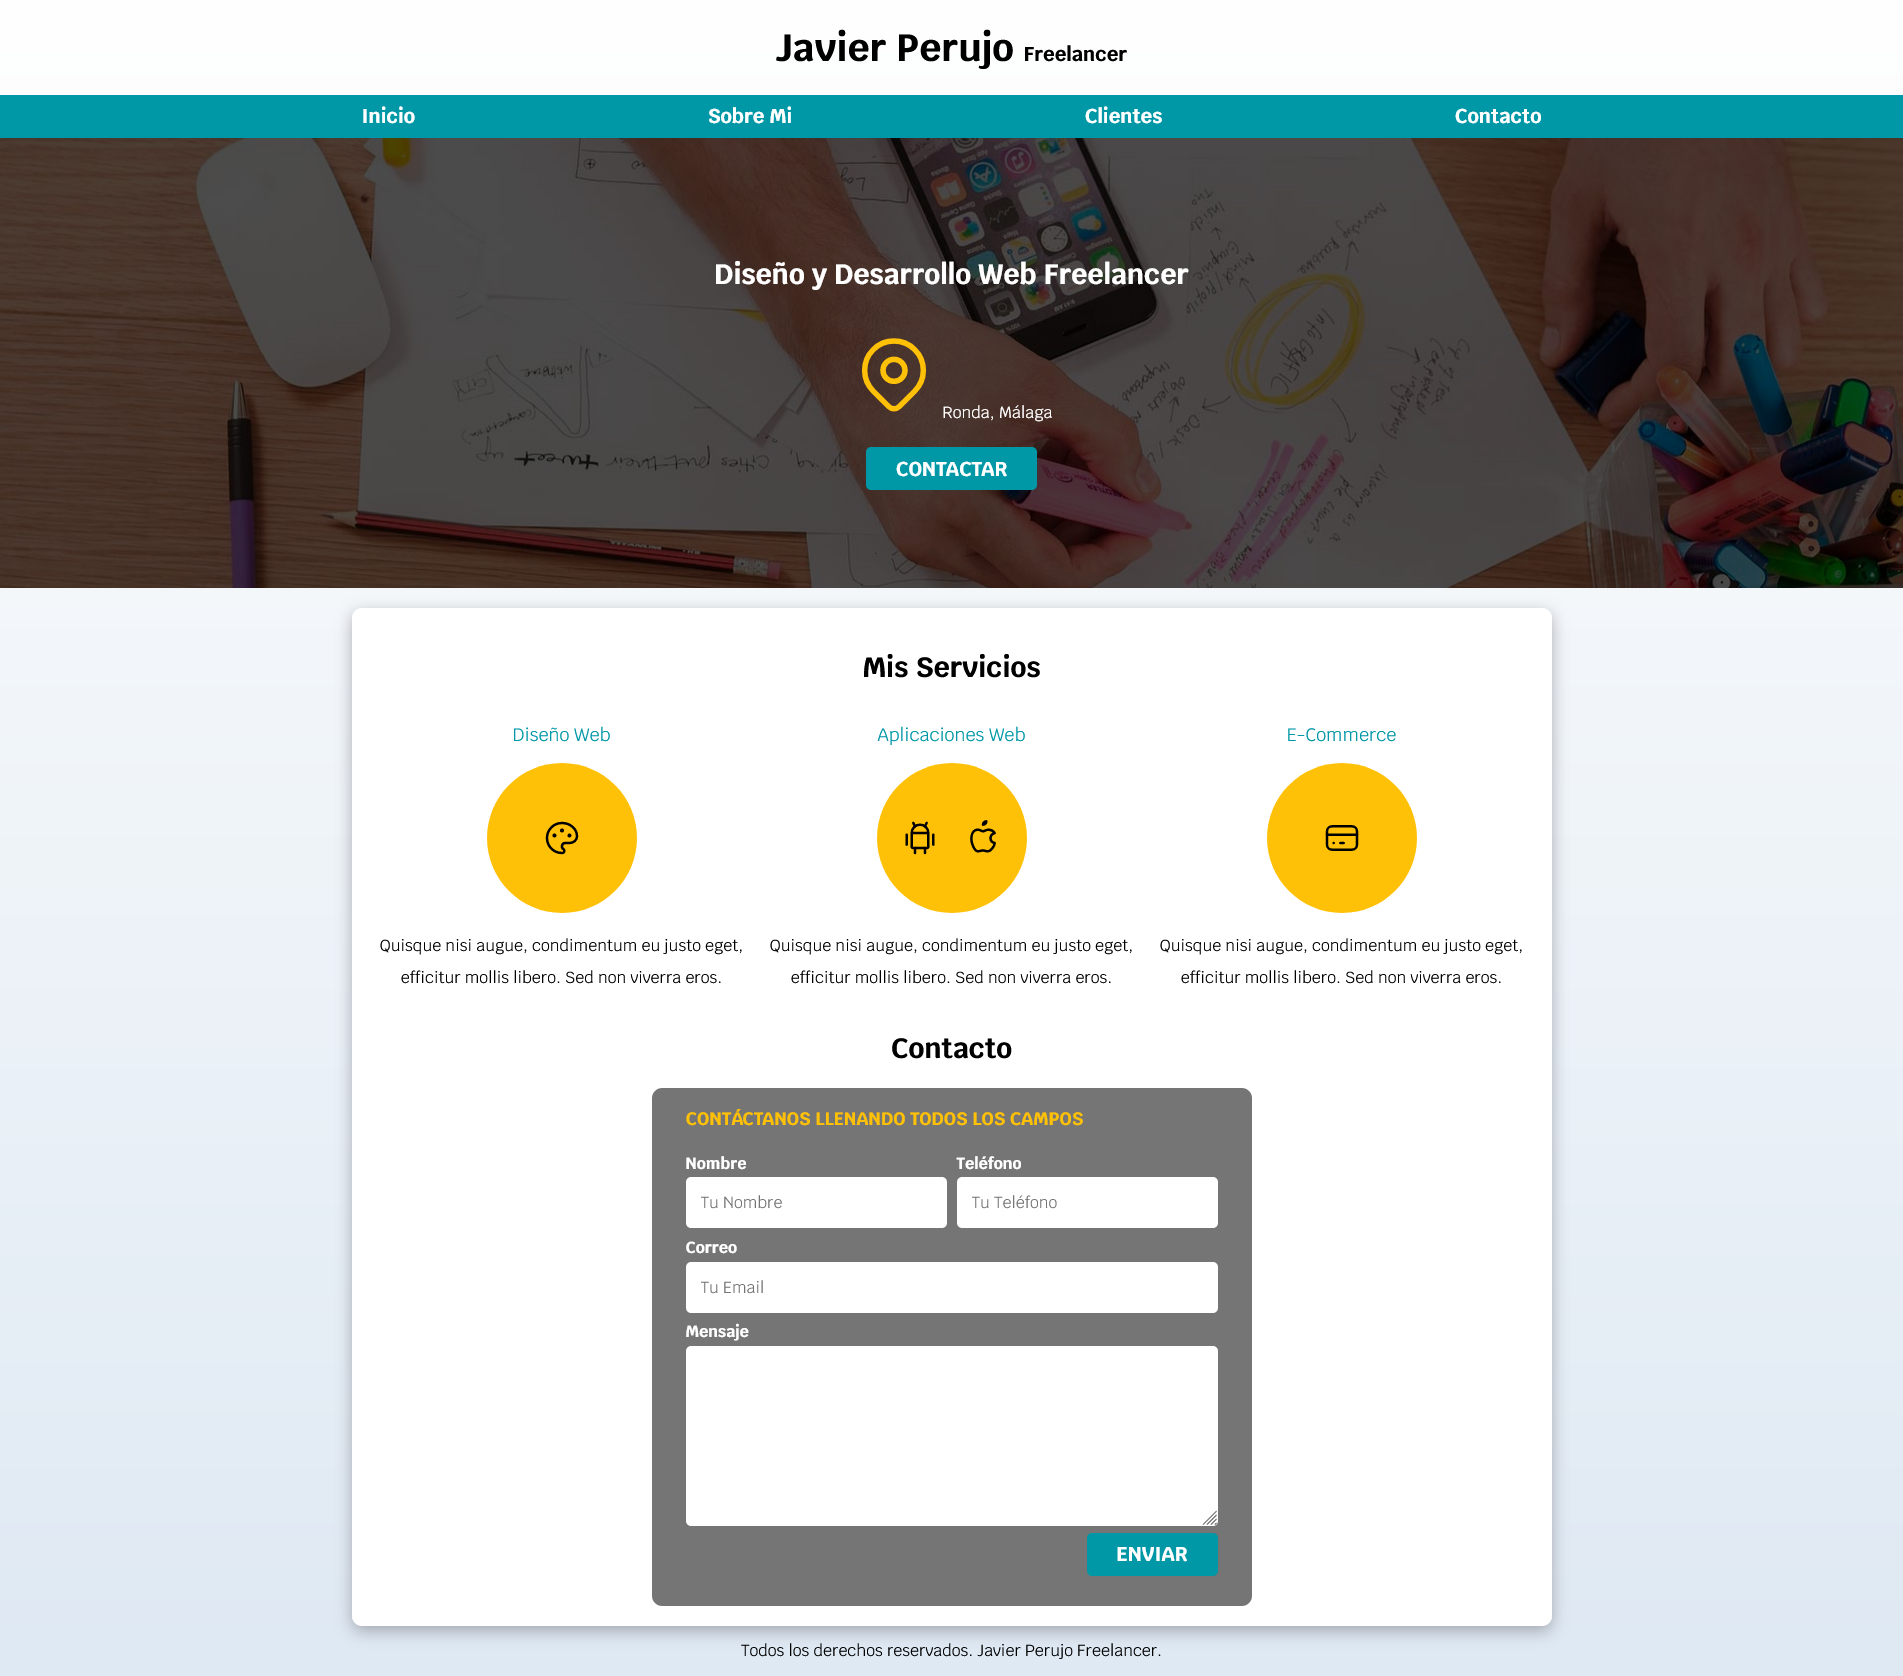 Javier Perujo Freelancer
Inicio Sobre Mi Clientes Contacto
Diseño y Desarrollo Web Freelancer
Ronda, Málaga
CONTACTAR
Mis Servicios
Diseño Web Aplicaciones Web E-Commerce
Quisque nisi augue, condimentum eu justo eget, Quisque nisi augue, condimentum eu justo eget, Quisque nisi augue, condimentum eu justo eget,
efficitur mollis libero. Sed non viverra eros. efficitur mollis libero. Sed non viverra eros. efficitur mollis libero. Sed non viverra eros.
Contacto
CONTÁCTANOS LLENANDO TODOS LOS CAMPOS
Nombre Teléfono
Tu Nombre Tu Teléfono
Correo
Tu Email
Mensaje
ENVIAR
Todos los derechos reservados. Javier Perujo Freelancer.